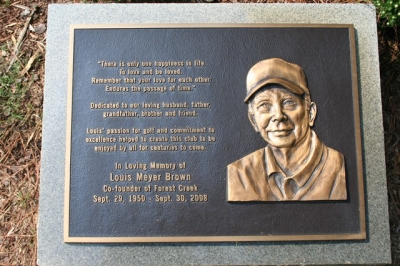 "There is only one happiness in life
To love and be loved.
Remember that your love for each other
Endures the passage of time."
Dedicated to our loving husband, father,
grandfather, brother and friend.
Louis' passion for golf and commitment to
excellence helped to create this club to be
enjoyed by all for centuries to come.
In Loving Memory of
Louis Meyer Brown
Co-founder of Forest Creek
Sept. 29, 1950 - Sept. 30, 2008